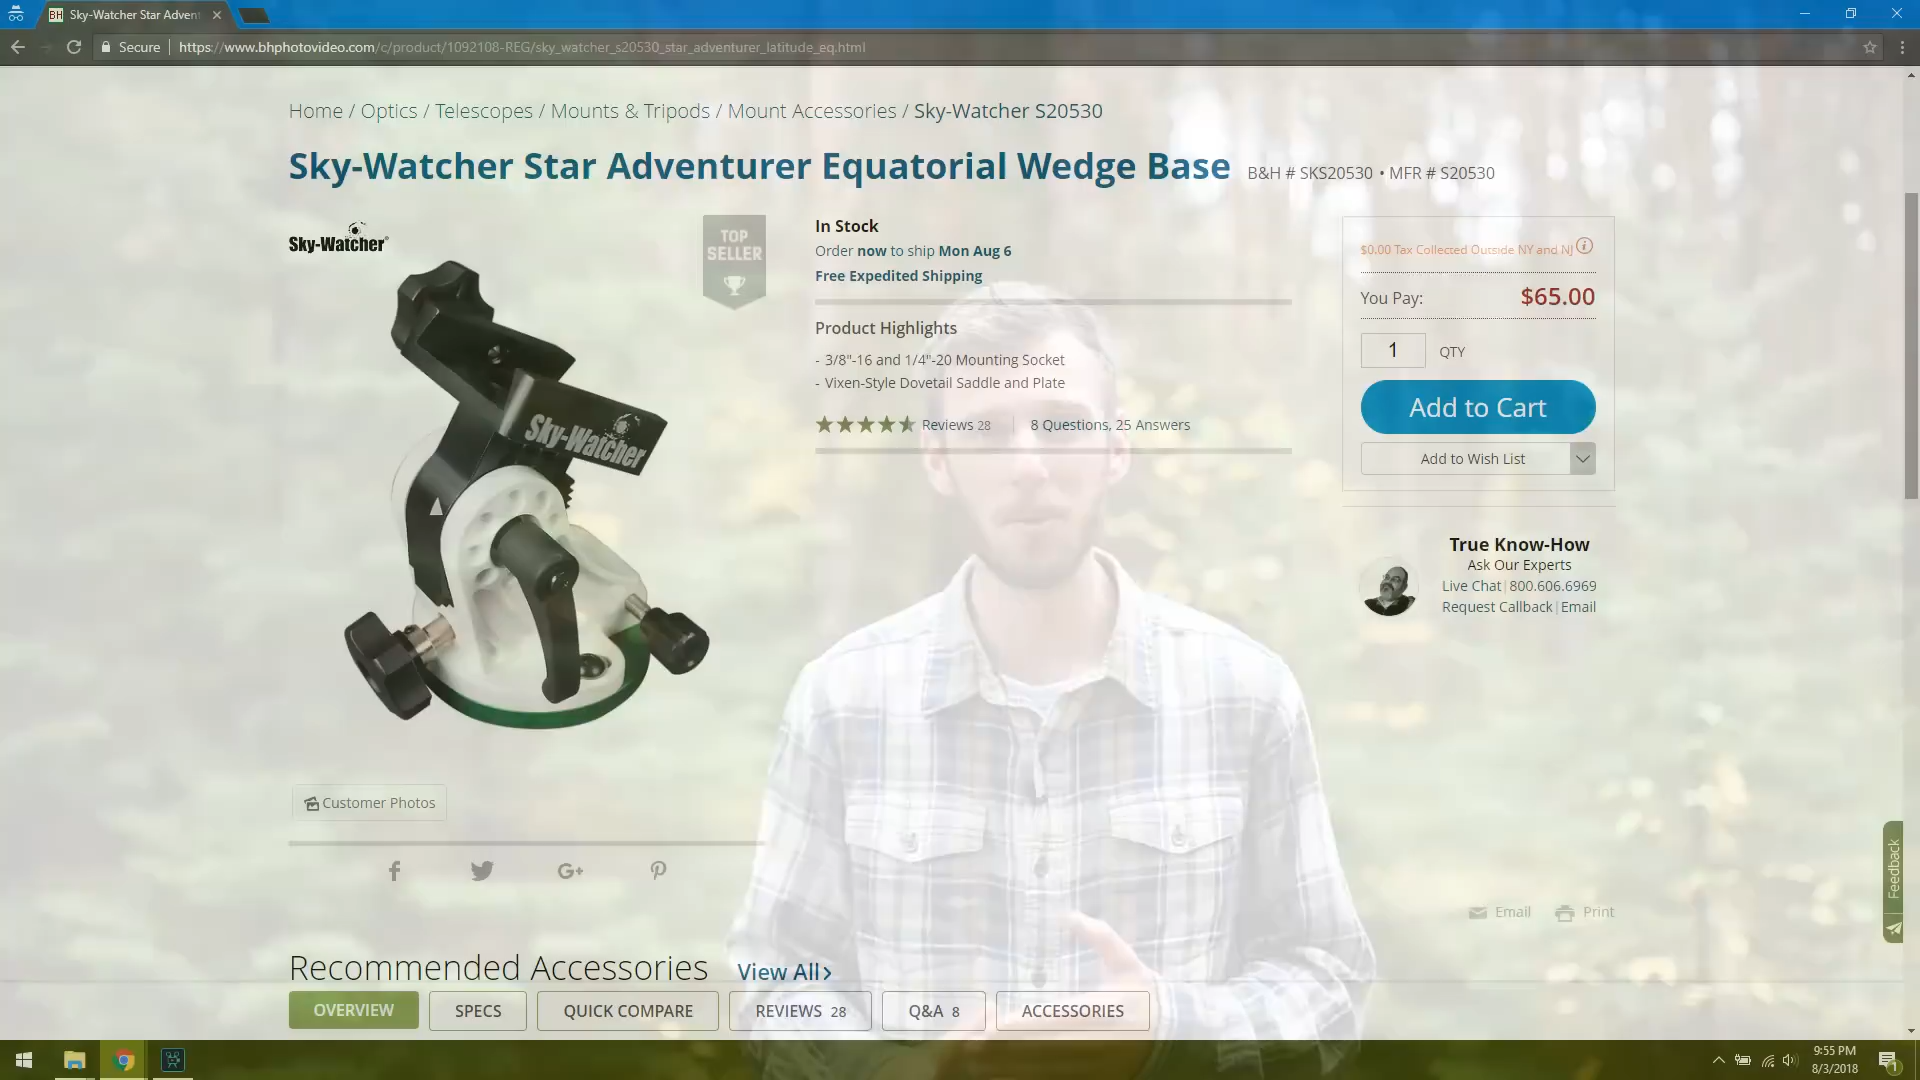 BH Sky-Watcher Star Adven
Secure
https://www.bhphotovideo.com/c/product/1092108-REG/sky_watcher_s20530_star_adventurer_latitude_eq.html
Home / Optics / Telescopes / Mounts & Tripods / Mount Accessories / Sky-Watcher S20530
Sky-Watcher Star Adventurer Equatorial Wedge Base B&H # SKS20530 • MFR # S20530
Sky-Watcher
TOP
SELLER
Sky-Watcher
In Stock
Order now to ship Mon Aug 6
Free Expedited Shipping
Product Highlights
- 3/8"-16 and 1/4"-20 Mounting Socket
- Vixen-Style Dovetail Saddle and Plate
Reviews 28
8 Questions, 25 Answers
$0.00 Tax Collected Outside NY and NJ
You Pay: $65.00
1 QTY
Add to Cart
Add to Wish List
True Know-How
Ask Our Experts
Live Chat | 800.606.6969
Request Callback | Email
Customer Photos
Feedback
Email Print
Recommended Accessories View All
OVERVIEW SPECS QUICK COMPARE REVIEWS 28 Q&A 8 ACCESSORIES
9:55 PM
8/3/2018
1